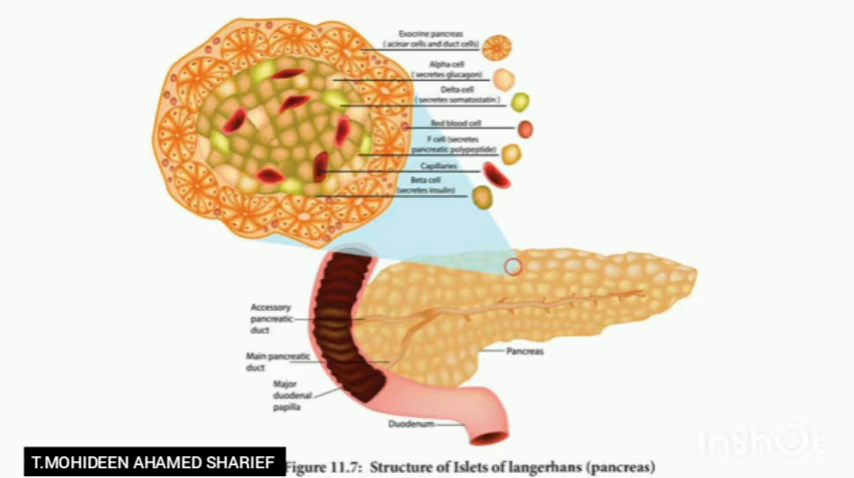 Exocrine pancreas
( acinar cells and duct cells)
Alpha cell
( secretes glucagon)
Delta cell
(secretes somatostatin )
Red blood cell
F cell (secretes
pancreatic polypeptide)
Capillaries
Beta cell
(secretes insulin)
Accessory
pancreatic
duct
Main pancreatic
duct
Major
duodenal
papilla
Pancreas
Duodenum
InShOt
T.MOHIDEEN AHAMED SHARIEF
Figure 11.7: Structure of Islets of langerhans (pancreas)